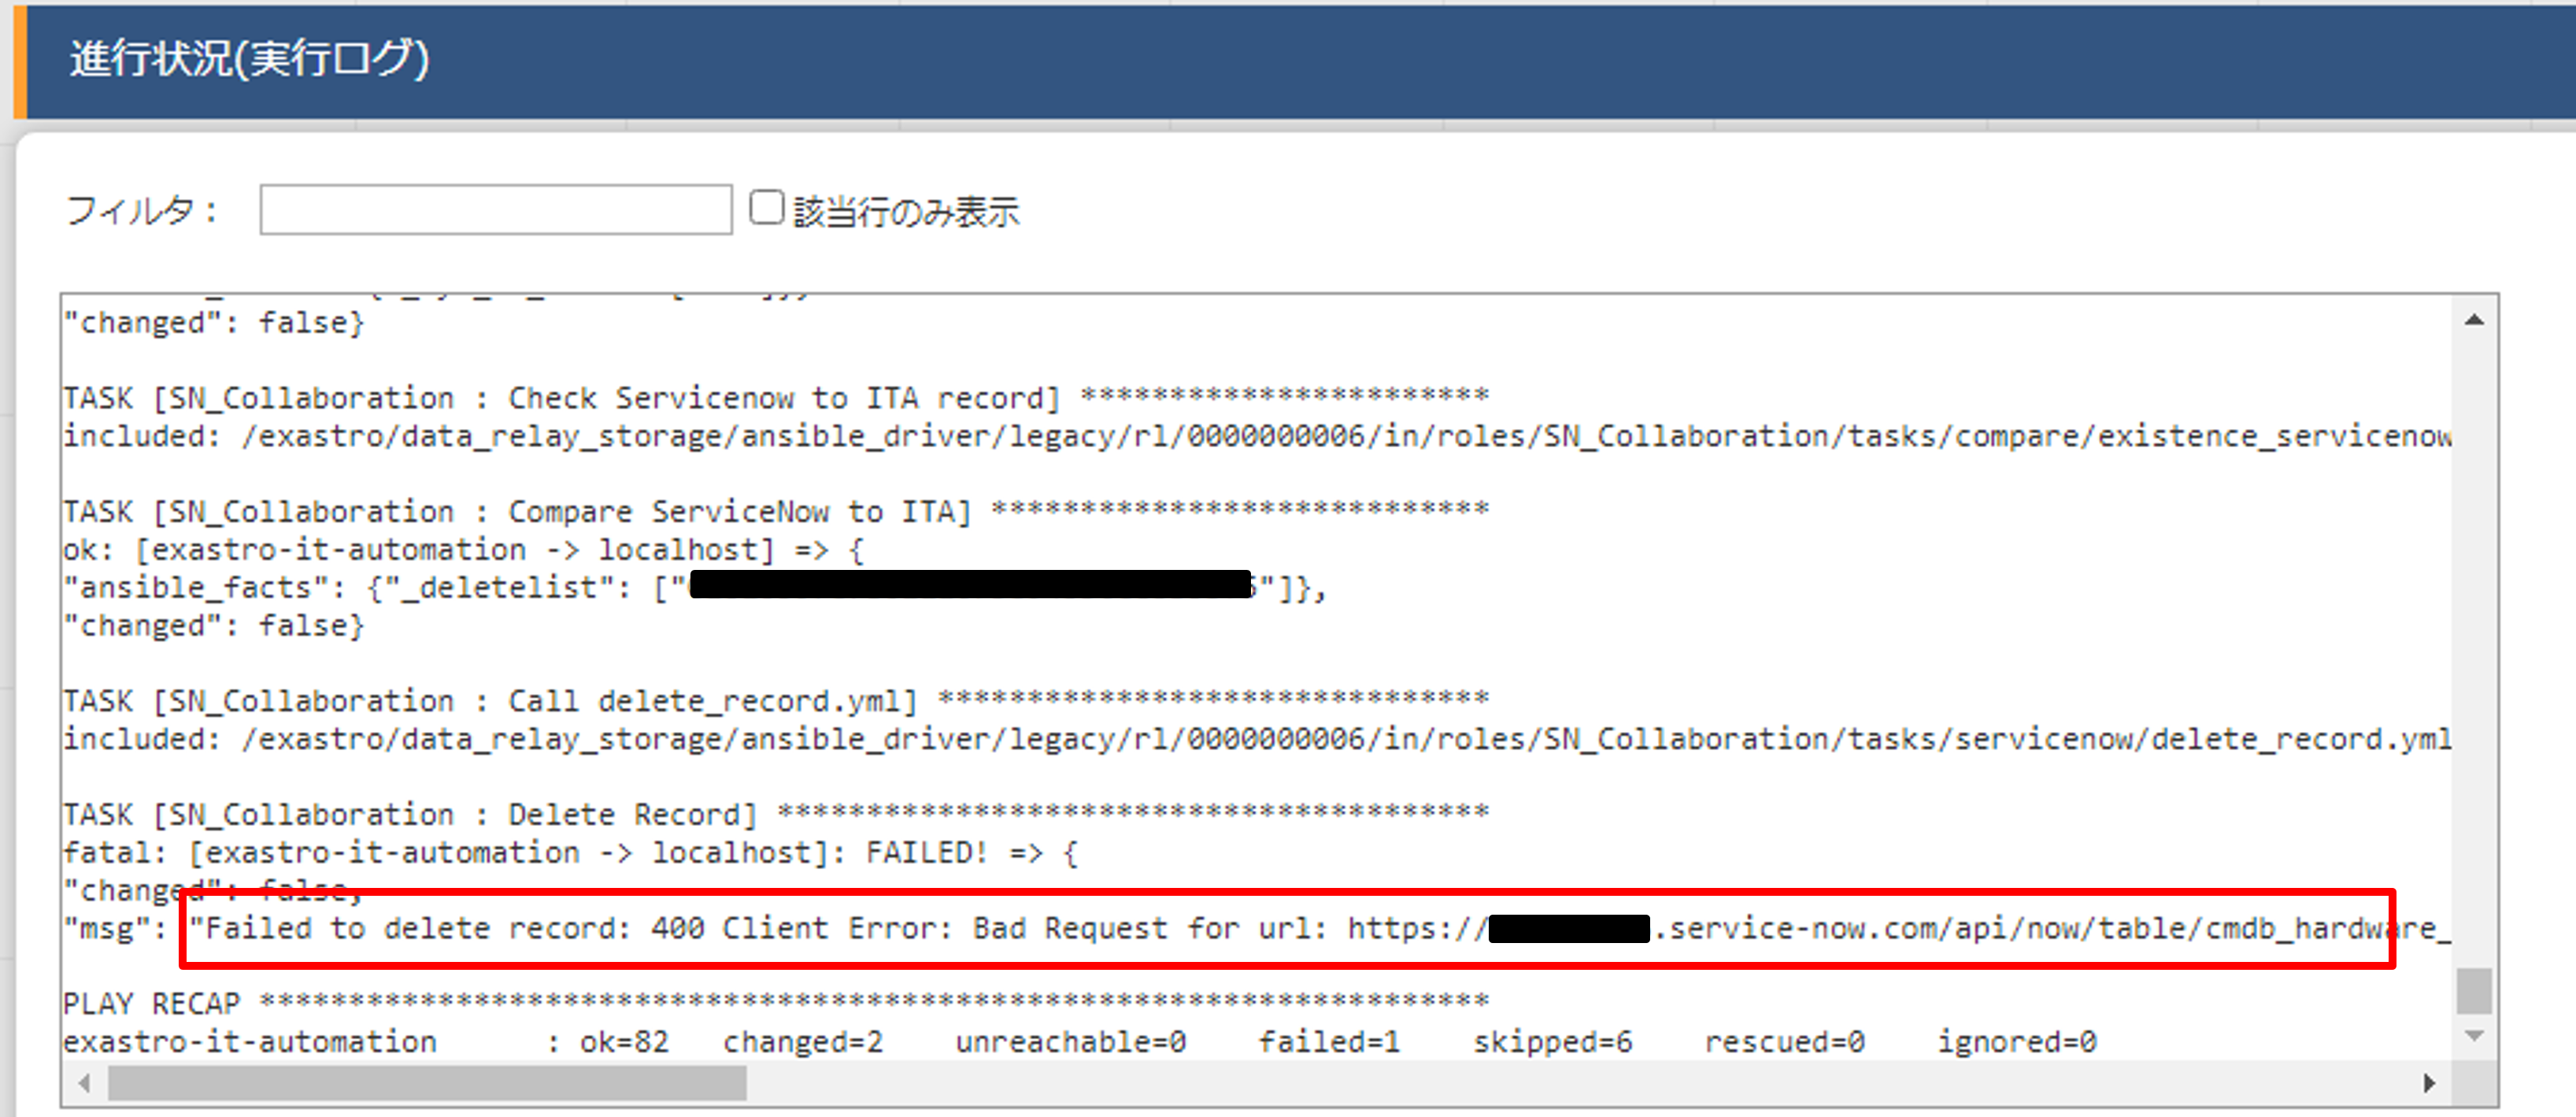 進行状況(実行ログ)
フィルタ： 該当行のみ表示
"changed": false}
TASK [SN_Collaboration : Check Servicenow to ITA record] ***********************
included: /exastro/data_relay_storage/ansible_driver/legacy/rl/0000000006/in/roles/SN_Collaboration/tasks/compare/existence_servicenow
TASK [SN_Collaboration : Compare ServiceNow to ITA] ****************************
ok: [exastro-it-automation -> localhost] => {
"ansible_facts": {"_deletelist": [" "]},
"changed": false}
TASK [SN_Collaboration : Call delete_record.yml] *******************************
included: /exastro/data_relay_storage/ansible_driver/legacy/rl/0000000006/in/roles/SN_Collaboration/tasks/servicenow/delete_record.yml
TASK [SN_Collaboration : Delete Record] ****************************************
fatal: [exastro-it-automation -> localhost]: FAILED! => {
"changed": false,
"msg": "Failed to delete record: 400 Client Error: Bad Request for url: https:// .service-now.com/api/now/table/cmdb_hardware_
PLAY RECAP *********************************************************************
exastro-it-automation : ok=82 changed=2 unreachable=0 failed=1 skipped=6 rescued=0 ignored=0